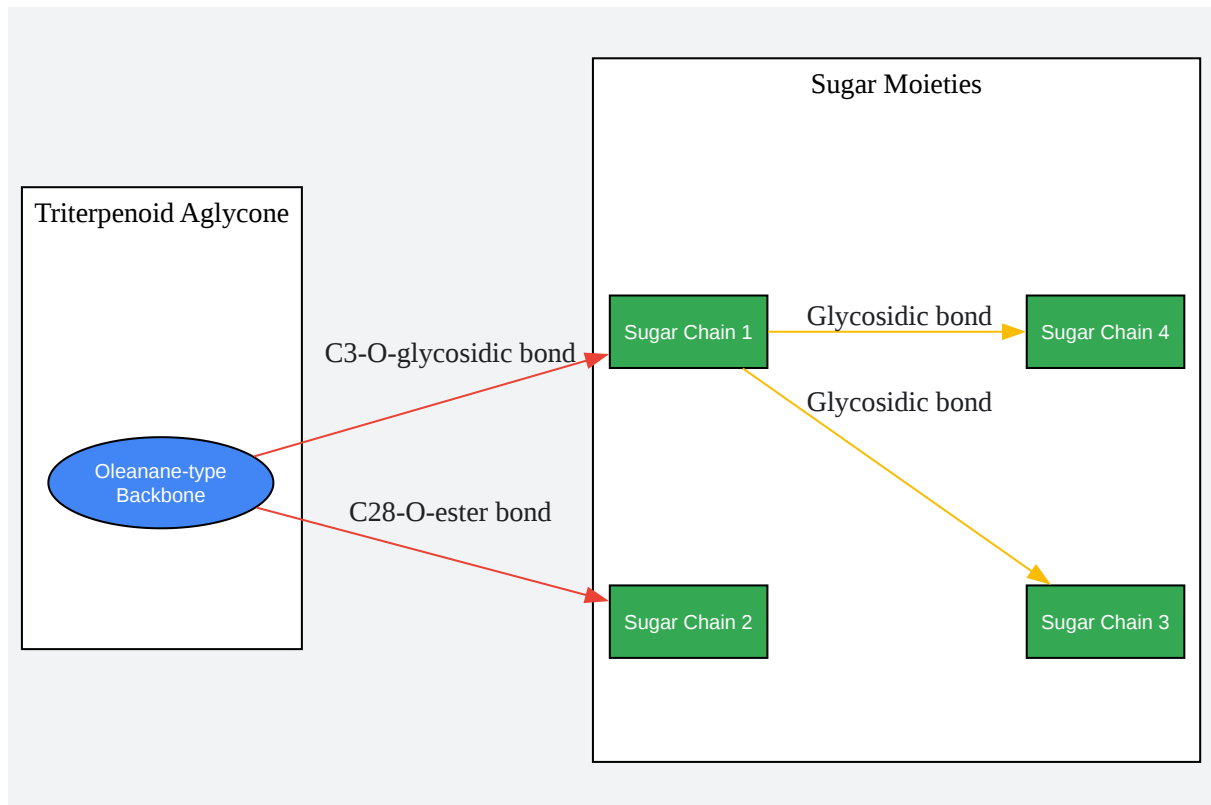 Sugar Moieties
Triterpenoid Aglycone
Sugar Chain 1
Glycosidic bond
Sugar Chain 4
C3-O-glycosidic bond
Glycosidic bond
Oleanane-type
Backbone
C28-O-ester bond
Sugar Chain 2
Sugar Chain 3